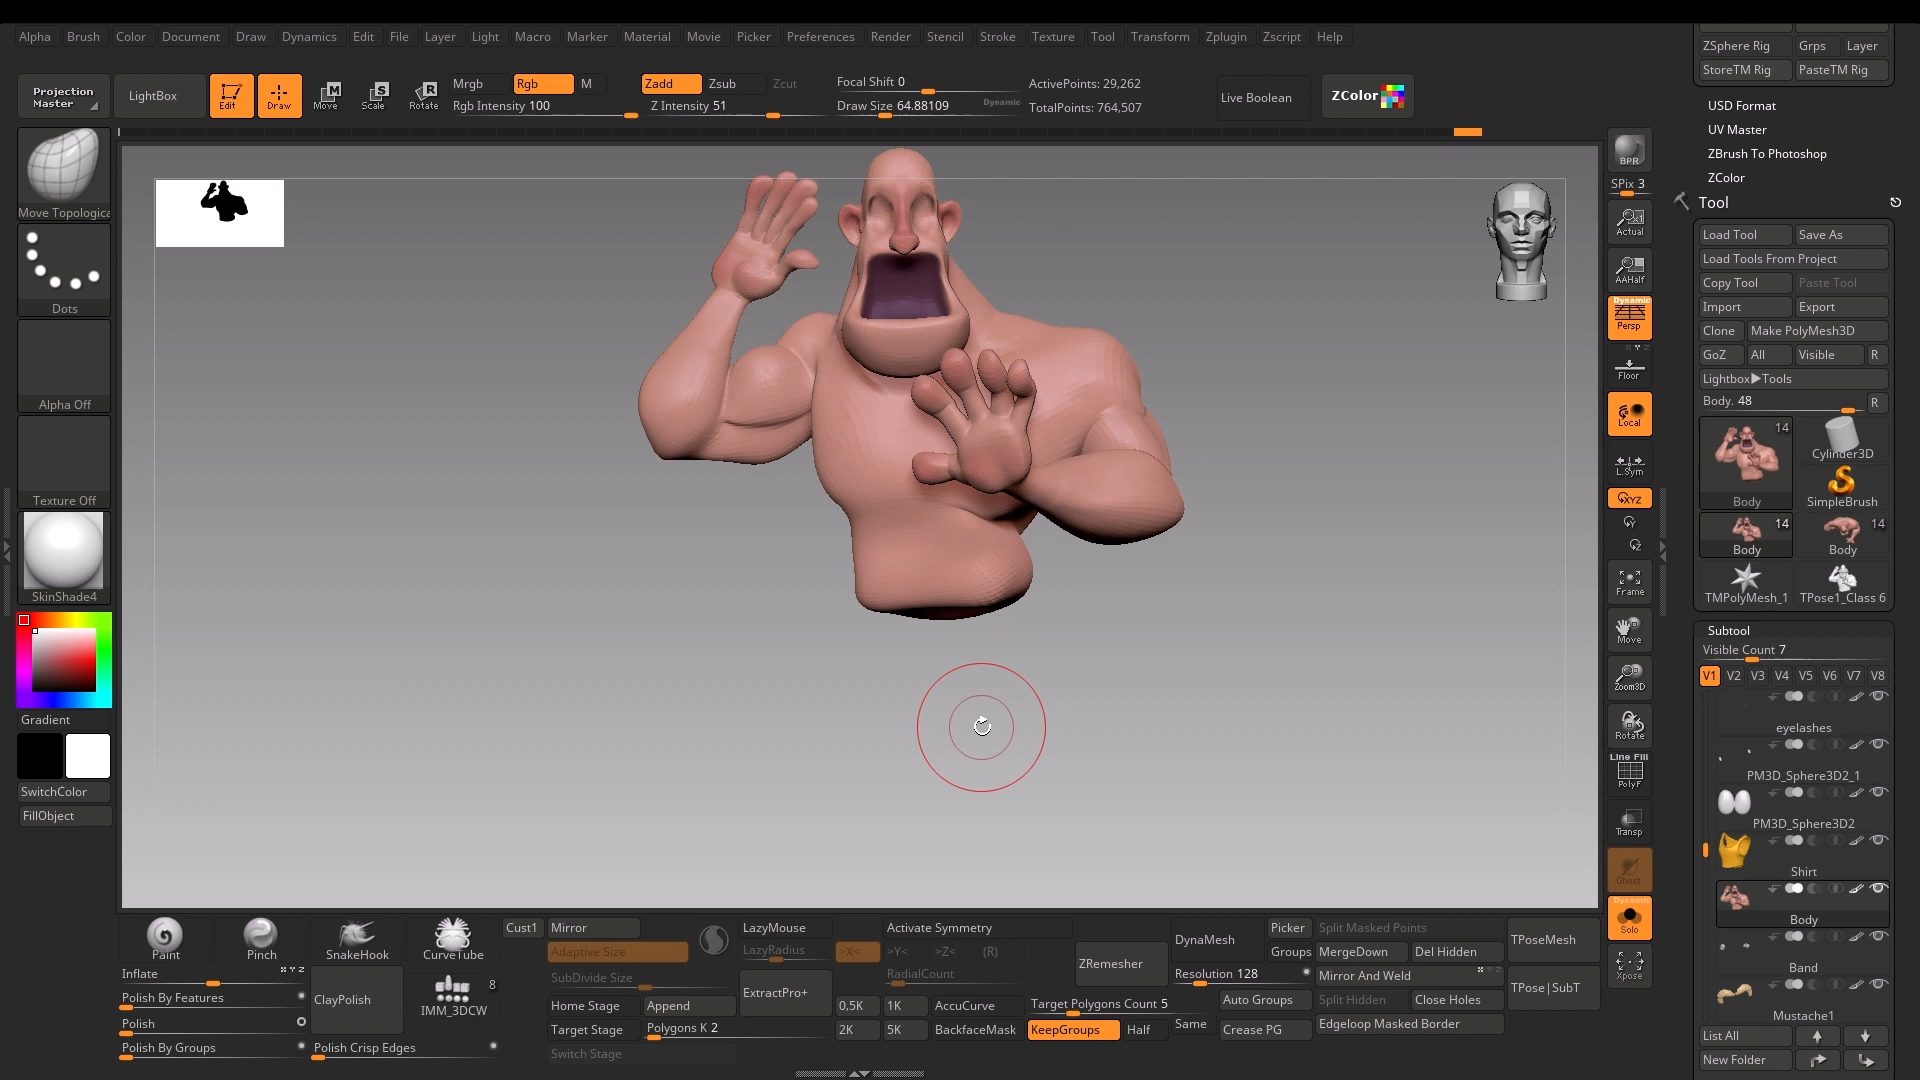 Alpha Brush Color Document Draw Dynamics Edit File Layer Light Macro Marker Material Movie Picker Preferences Render Stencil Stroke Texture Tool Transform Zplugin Zscript Help
Projection Master
LightBox
Edit
Draw
Move
Scale
Rotate
Mrgb Rgb M
Rgb Intensity 100
Zadd Zsub Zcut
Z Intensity 51
Focal Shift 0
Draw Size 64.88109
Dynamic
ActivePoints: 29,262
TotalPoints: 764,507
Live Boolean
ZColor
Move Topologica
Dots
Alpha Off
Texture Off
SkinShade4
Gradient
SwitchColor
FillObject
BPR
SPix 3
Actual
AAHalf
Dynamic
Persp
Floor
Local
L.Sym
XYZ
Y
Z
Frame
Move
Zoom3D
Rotate
Line Fill
PolyF
Transp
Ghost
Dynamic
Solo
Xpose
ZSphere Rig Grps Layer
StoreTM Rig PasteTM Rig
USD Format
UV Master
ZBrush To Photoshop
ZColor
Tool
Load Tool Save As
Load Tools From Project
Copy Tool Paste Tool
Import Export
Clone Make PolyMesh3D
GoZ All Visible R
Lightbox▶Tools
Body. 48 R
14
Body
Cylinder3D
SimpleBrush
14
Body
14
Body
TMPolyMesh_1
TPose1_Class 6
Subtool
Visible Count 7
V1 V2 V3 V4 V5 V6 V7 V8
eyelashes
PM3D_Sphere3D2_1
PM3D_Sphere3D2
Shirt
Body
Band
Mustache1
List All
New Folder
Paint
Pinch
SnakeHook
CurveTube
Inflate
Polish By Features
Polish
Polish By Groups
ClayPolish
8
IMM_3DCW
Polish Crisp Edges
Cust1 Mirror
Adaptive Size
SubDivide Size
Home Stage Append
Target Stage Polygons K 2
Switch Stage
LazyMouse
LazyRadius
ExtractPro+
Activate Symmetry
>X< >Y< >Z< (R)
RadialCount
0,5K 1K AccuCurve
2K 5K BackfaceMask
ZRemesher
Target Polygons Count 5
KeepGroups Half Same
DynaMesh
Resolution 128
Auto Groups
Crease PG
Picker
Groups
Split Masked Points
MergeDown Del Hidden
Mirror And Weld
Split Hidden Close Holes
Edgeloop Masked Border
TPoseMesh
TPose|SubT